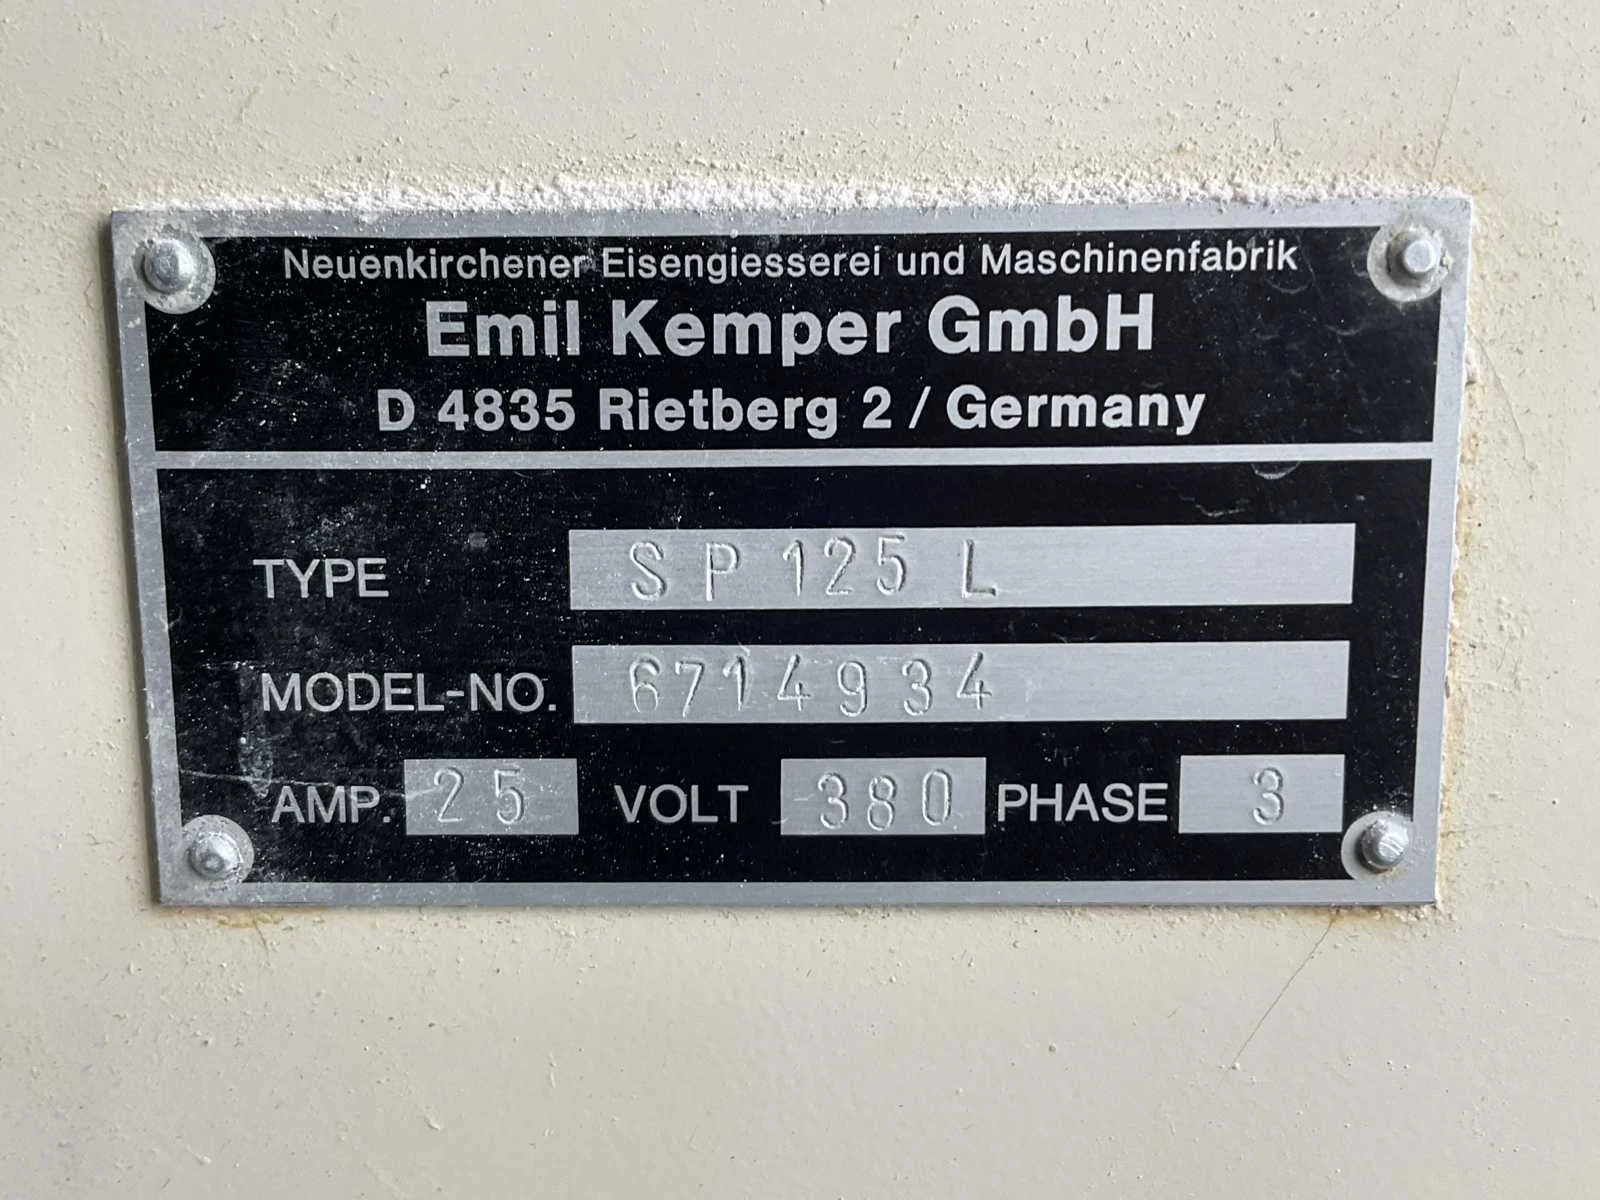 Neuenkirchener Eisengiesserei und Maschinenfabrik
Emil Kemper GmbH
D 4835 Rietberg 2 / Germany
TYPE SP 125 L
MODEL-NO. 6714934
AMP. 25 VOLT 380 PHASE 3